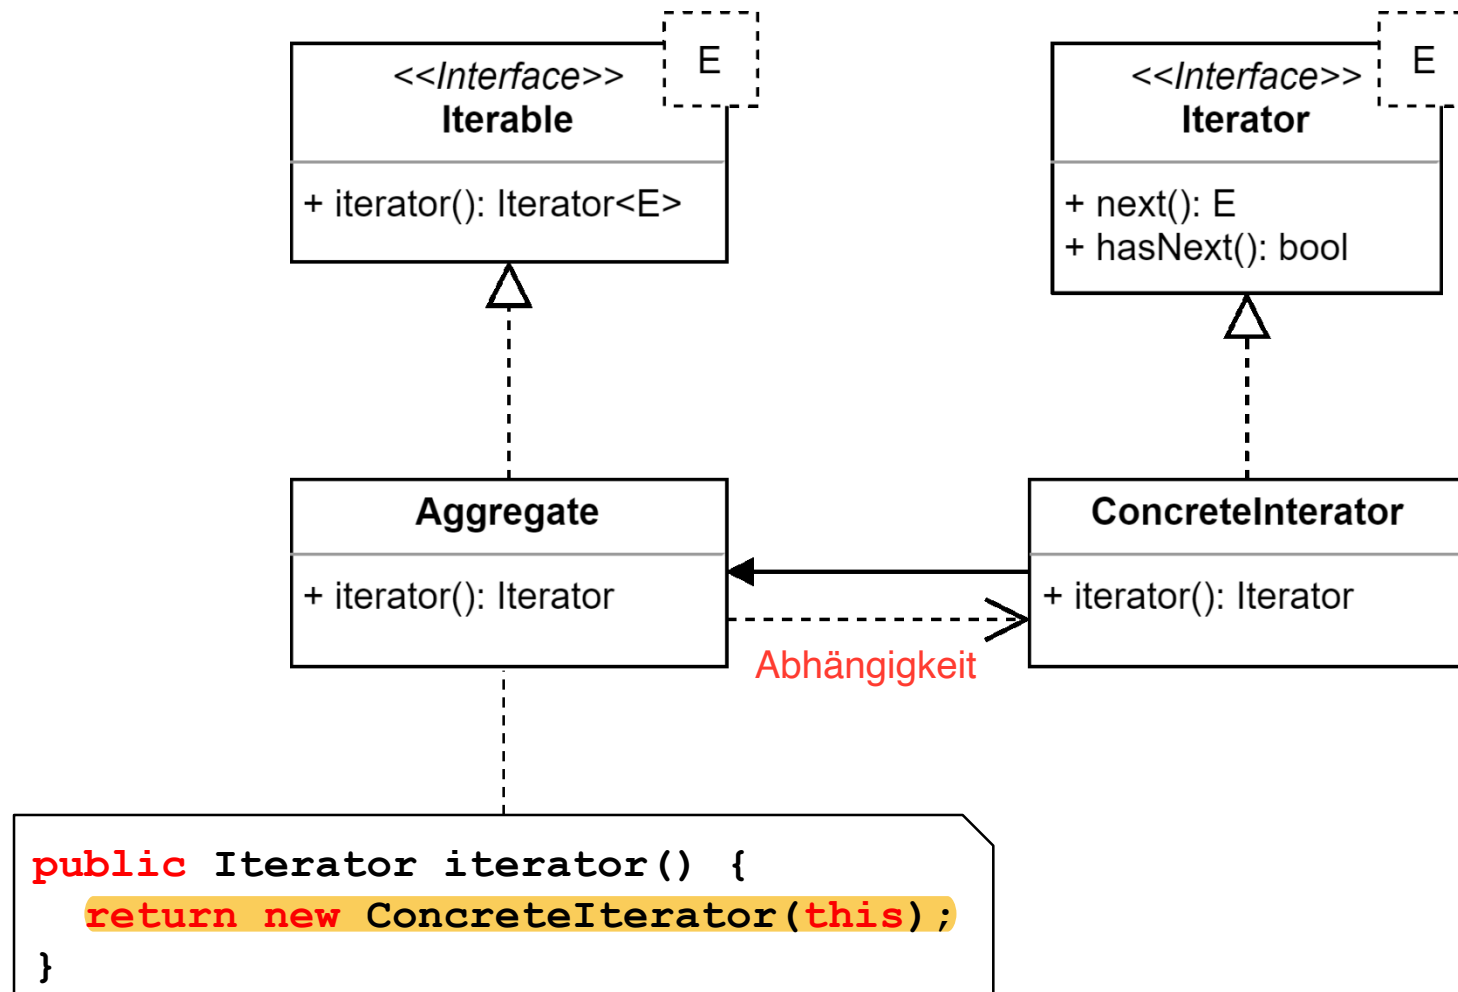 <<Interface>>
Iterable
E
+ iterator(): Iterator<E>
<<Interface>>
Iterator
E
+ next(): E
+ hasNext(): bool
Aggregate
+ iterator(): Iterator
Abhängigkeit
ConcreteInterator
+ iterator(): Iterator
public Iterator iterator() {
return new ConcreteIterator(this);
}